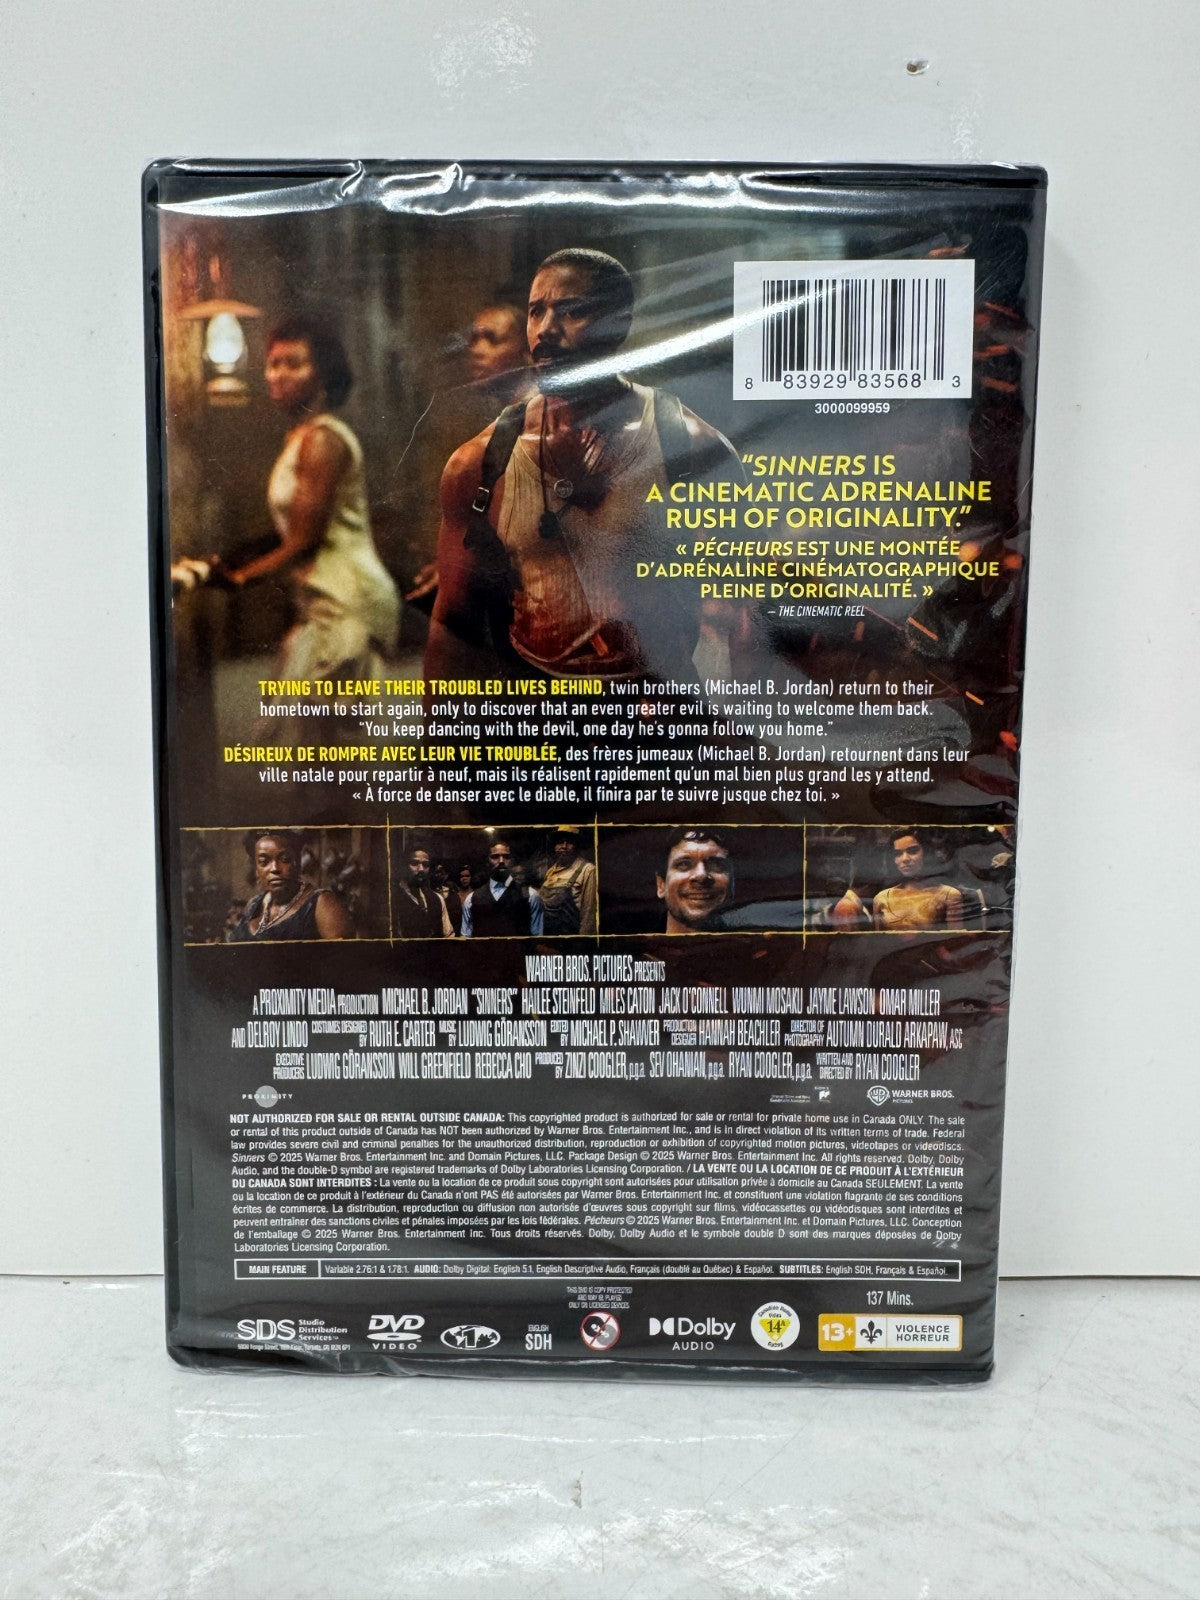 8 83929 83568 3
3000099959
"SINNERS IS
A CINEMATIC ADRENALINE
RUSH OF ORIGINALITY."
« PÉCHEURS EST UNE MONTÉE
D'ADRÉNALINE CINÉMATOGRAPHIQUE
PLEINE D'ORIGINALITÉ. »
– THE CINEMATIC REEL
TRYING TO LEAVE THEIR TROUBLED LIVES BEHIND, twin brothers (Michael B. Jordan) return to their
hometown to start again, only to discover that an even greater evil is waiting to welcome them back.
"You keep dancing with the devil, one day he's gonna follow you home."
DÉSIREUX DE ROMPRE AVEC LEUR VIE TROUBLÉE, des frères jumeaux (Michael B. Jordan) retournent dans leur
ville natale pour repartir à neuf, mais ils réalisent rapidement qu'un mal bien plus grand les y attend.
« À force de danser avec le diable, il finira par te suivre jusque chez toi. »
WARNER BROS. PICTURES PRESENTS
A PROXIMITY MEDIA PRODUCTION MICHAEL B. JORDAN "SINNERS" HAILEE STEINFELD MILES CATON JACK O'CONNELL WUNMI MOSAKU JAYME LAWSON OMAR MILLER
AND DELROY LINDO COSTUMES DESIGNED BY RUTH E. CARTER MUSIC BY LUDWIG GÖRANSSON EDITED BY MICHAEL P. SHAWVER PRODUCTION DESIGNER HANNAH BEACHLER DIRECTOR OF PHOTOGRAPHY AUTUMN DURALD ARKAPAW, ASC
EXECUTIVE PRODUCERS LUDWIG GÖRANSSON WILL GREENFIELD REBECCA CHO PRODUCED BY ZINZI COOGLER, p.g.a. SEV OHANIAN, p.g.a. RYAN COOGLER, p.g.a. WRITTEN AND DIRECTED BY RYAN COOGLER
PROXIMITY
WB WARNER BROS.
PICTURES
NOT AUTHORIZED FOR SALE OR RENTAL OUTSIDE CANADA: This copyrighted product is authorized for sale or rental for private home use in Canada ONLY. The sale
or rental of this product outside of Canada has NOT been authorized by Warner Bros. Entertainment Inc., and is in direct violation of its written terms of trade. Federal
law provides severe civil and criminal penalties for the unauthorized distribution, reproduction or exhibition of copyrighted motion pictures, videotapes or videodiscs.
Sinners © 2025 Warner Bros. Entertainment Inc. and Domain Pictures, LLC. Package Design © 2025 Warner Bros. Entertainment Inc. All rights reserved. Dolby, Dolby
Audio, and the double-D symbol are registered trademarks of Dolby Laboratories Licensing Corporation. / LA VENTE OU LA LOCATION DE CE PRODUIT À L'EXTÉRIEUR
DU CANADA SONT INTERDITES : La vente ou la location de ce produit sous copyright sont autorisées pour utilisation privée à domicile au Canada SEULEMENT. La vente
ou la location de ce produit à l'extérieur du Canada n'ont PAS été autorisées par Warner Bros. Entertainment Inc. et constituent une violation flagrante de ses conditions
écrites de commerce. La distribution, reproduction ou diffusion non autorisée d'œuvres sous copyright sur films, vidéocassettes ou vidéodisques sont interdites et
peuvent entraîner des sanctions civiles et pénales imposées par les lois fédérales. Pécheurs © 2025 Warner Bros. Entertainment Inc. et Domain Pictures, LLC. Conception
de l'emballage © 2025 Warner Bros. Entertainment Inc. Tous droits réservés. Dolby, Dolby Audio et le symbole double D sont des marques déposées de Dolby
Laboratories Licensing Corporation.
MAIN FEATURE Variable 2.76:1 & 1.78:1. AUDIO: Dolby Digital: English 5.1, English Descriptive Audio, Français (doublé au Québec) & Español. SUBTITLES: English SDH, Français & Español.
THIS DVD IS COPY PROTECTED
AND MAY BE PLAYED
ONLY ON LICENSED DEVICES
137 Mins.
SDS Studio
Distribution
Services
DVD
VIDEO
1
ENGLISH
SDH
Dolby
AUDIO
14A
13+ VIOLENCE
HORREUR